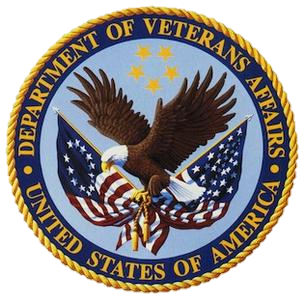 DEPARTMENT OF VETERANS AFFAIRS
UNITED STATES OF AMERICA